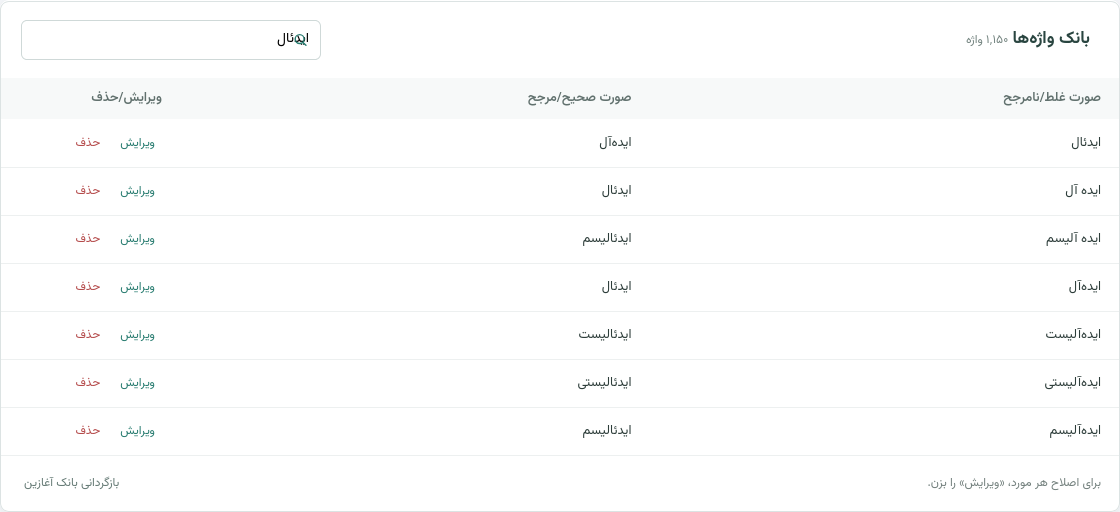 بانک واژه‌ها ۱,۱۵۰ واژه
ایدئال
صورت غلط/نامرجح صورت صحیح/مرجح ویرایش/حذف
ایدئال ایده‌آل ویرایش حذف
ایده آل ایدئال ویرایش حذف
ایده آلیسم ایدئالیسم ویرایش حذف
ایده‌آل ایدئال ویرایش حذف
ایده‌آلیست ایدئالیست ویرایش حذف
ایده‌آلیستی ایدئالیستی ویرایش حذف
ایده‌آلیسم ایدئالیسم ویرایش حذف
برای اصلاح هر مورد، «ویرایش» را بزن.
بازگردانی بانک آغازین